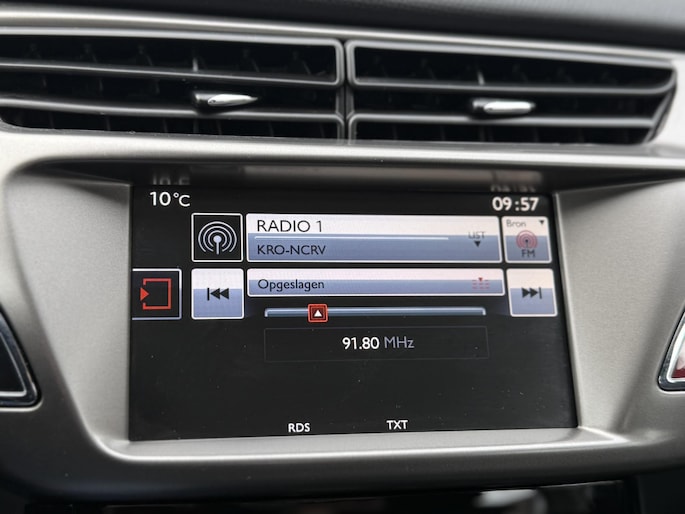 10°C
09:57
RADIO 1
LIST
KRO-NCRV
Bron
FM
Opgeslagen
91.80 MHz
RDS
TXT